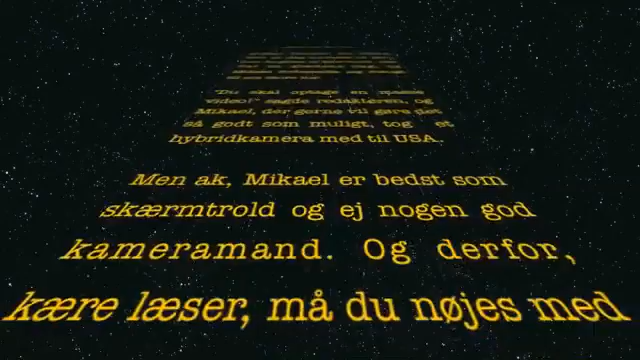 "Du skal optage en masse
video!" sagde redaktøren, og
Mikael, der gerne vil gøre det
så godt som muligt, tog et
hybridkamera med til USA.
Men ak, Mikael er bedst som
skærmtrold og ej nogen god
kameramand. Og derfor,
kære læser, må du nøjes med